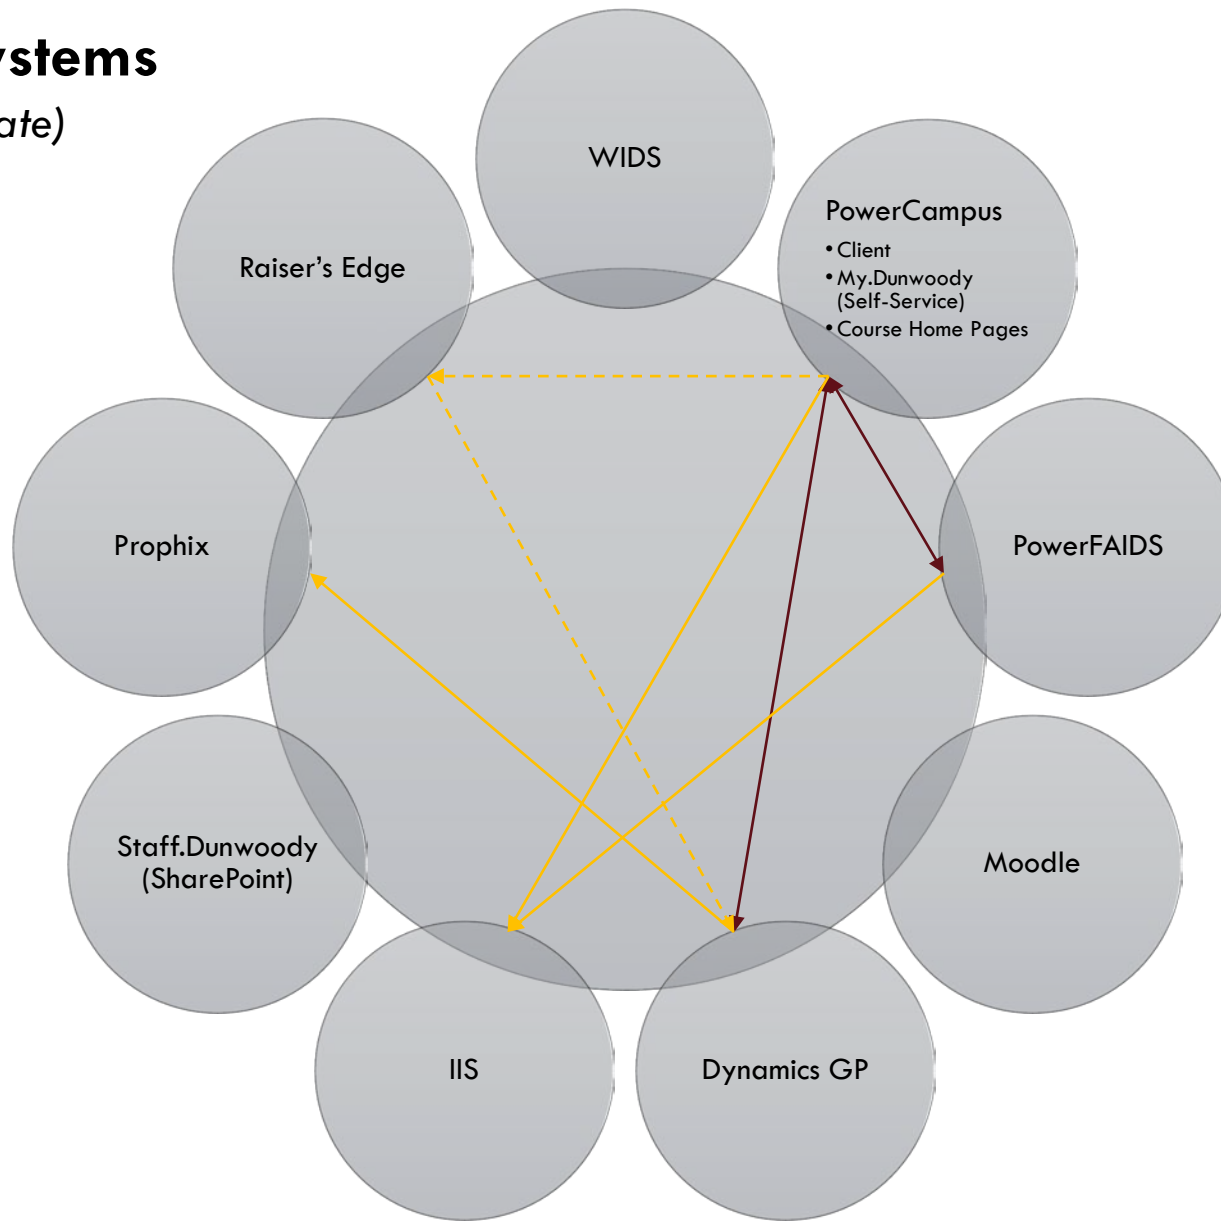 ystems
ate)
WIDS
PowerCampus
• Client
• My.Dunwoody
(Self-Service)
• Course Home Pages
Raiser's Edge
Prophix
PowerFAIDS
Staff.Dunwoody
(SharePoint)
Moodle
IIS
Dynamics GP